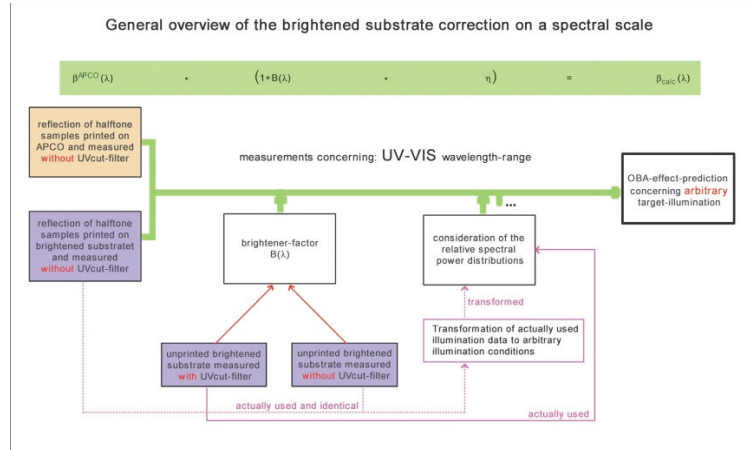 General overview of the brightened substrate correction on a spectral scale
β^APCO(λ) • (1+B(λ) • η) = β_calc(λ)
reflection of halftone
samples printed on
APCO and measured
without UVcut-filter
measurements concerning: UV-VIS wavelength-range
OBA-effect-prediction
concerning arbitrary
target-illumination
...
reflection of halftone
samples printed on
brightened substratet
and measured
without UVcut-filter
brightener-factor
B(λ)
consideration of the
relative spectral
power distributions
transformed
Transformation of actually used
illumination data to arbitrary
illumination conditions
unprinted brightened
substrate measured
with UVcut-filter
unprinted brightened
substrate measured
without UVcut-filter
actually used and identical
actually used